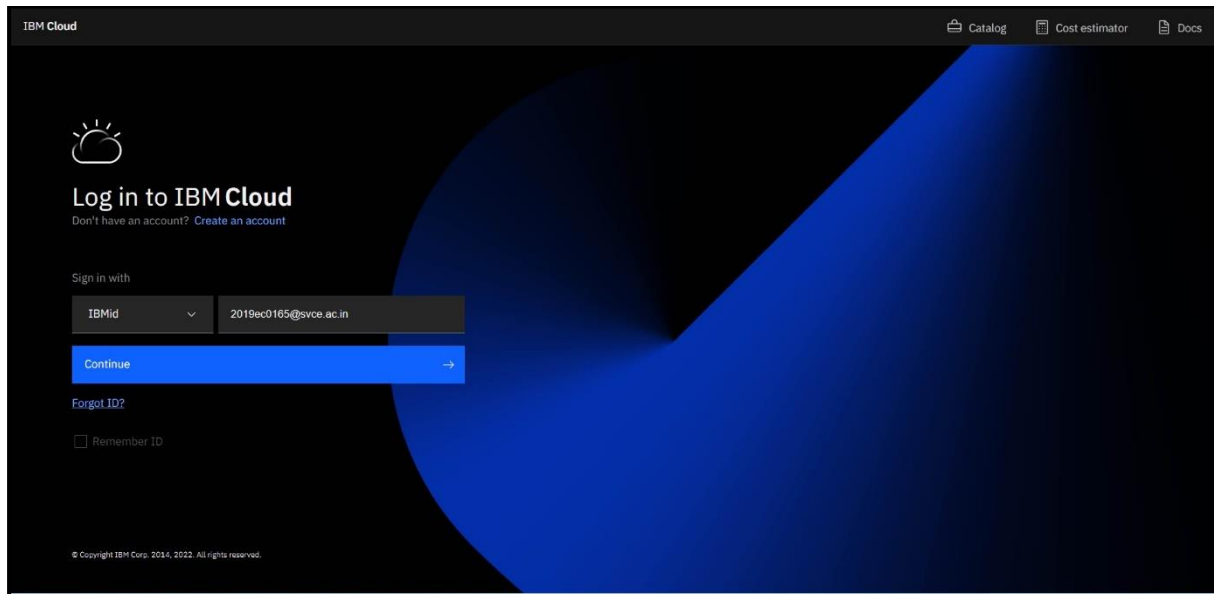 IBM Cloud
Catalog
Cost estimator
Docs
Log in to IBM Cloud
Don't have an account? Create an account
Sign in with
IBMid
2019ec0165@svce.ac.in
Continue
Forgot ID?
Remember ID
© Copyright IBM Corp. 2014, 2022. All rights reserved.